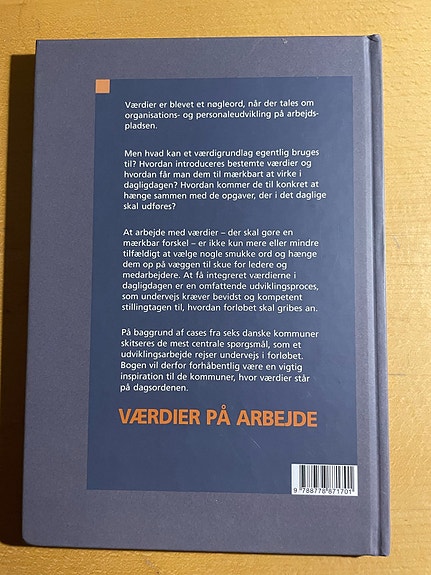 Værdier er blevet et nøgleord, når der tales om
organisations- og personaleudvikling på arbejds-
pladsen.
Men hvad kan et værdigrundlag egentlig bruges
til? Hvordan introduceres bestemte værdier og
hvordan får man dem til mærkbart at virke i
dagligdagen? Hvordan kommer de til konkret at
hænge sammen med de opgaver, der i det daglige
skal udføres?
At arbejde med værdier – der skal gøre en
mærkbar forskel – er ikke kun mere eller mindre
tilfældigt at vælge nogle smukke ord og hænge
dem op på væggen til skue for ledere og
medarbejdere. At få integreret værdierne i
dagligdagen er en omfattende udviklingsproces,
som undervejs kræver bevidst og kompetent
stillingtagen til, hvordan forløbet skal gribes an.
På baggrund af cases fra seks danske kommuner
skitseres de mest centrale spørgsmål, som et
udviklingsarbejde rejser undervejs i forløbet.
Bogen vil derfor forhåbentlig være en vigtig
inspiration til de kommuner, hvor værdier står
på dagsordenen.
VÆRDIER PÅ ARBEJDE
9 788778 871701